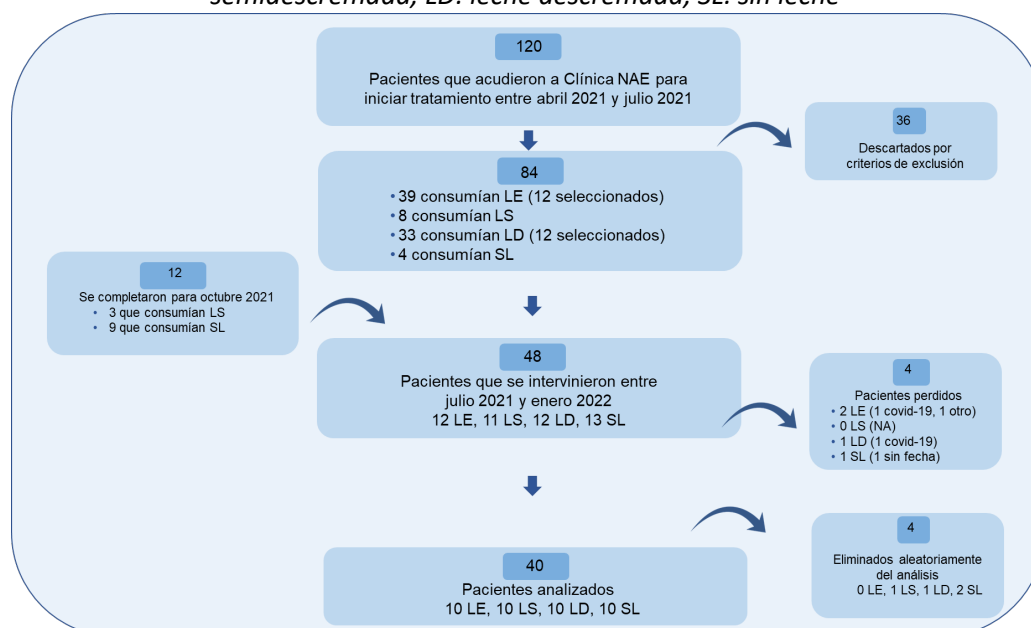 semidescremada; LD: leche descremada; SL: sin leche
120
Pacientes que acudieron a Clínica NAE para
iniciar tratamiento entre abril 2021 y julio 2021
36
Descartados por
criterios de exclusión
84
• 39 consumían LE (12 seleccionados)
• 8 consumían LS
• 33 consumían LD (12 seleccionados)
• 4 consumían SL
12
Se completaron para octubre 2021
• 3 que consumían LS
• 9 que consumían SL
48
Pacientes que se intervinieron entre
julio 2021 y enero 2022
12 LE, 11 LS, 12 LD, 13 SL
4
Pacientes perdidos
• 2 LE (1 covid-19, 1 otro)
• 0 LS (NA)
• 1 LD (1 covid-19)
• 1 SL (1 sin fecha)
4
Eliminados aleatoriamente
del análisis
0 LE, 1 LS, 1 LD, 2 SL
40
Pacientes analizados
10 LE, 10 LS, 10 LD, 10 SL